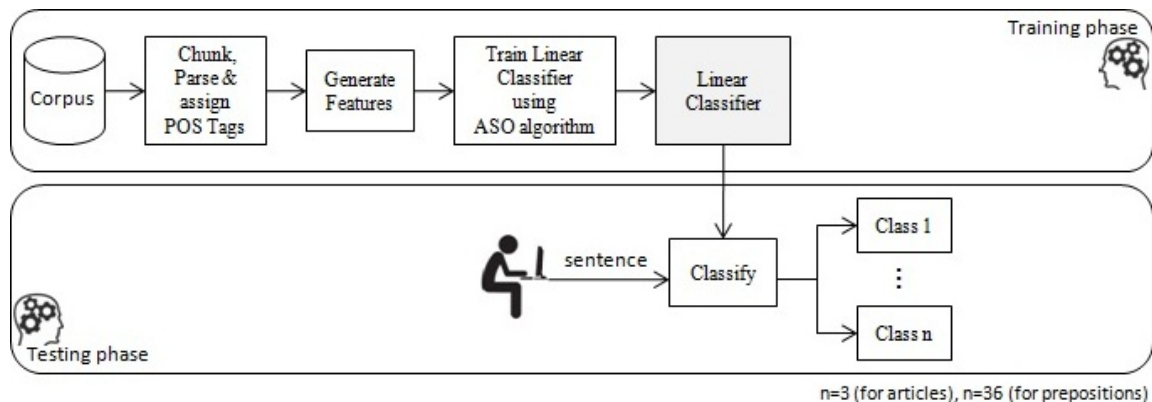 Training phase
Corpus
Chunk,
Parse &
assign
POS Tags
Generate
Features
Train Linear
Classifier
using
ASO algorithm
Linear
Classifier
sentence
Classify
Class 1
⋮
Class n
Testing phase
n=3 (for articles), n=36 (for prepositions)